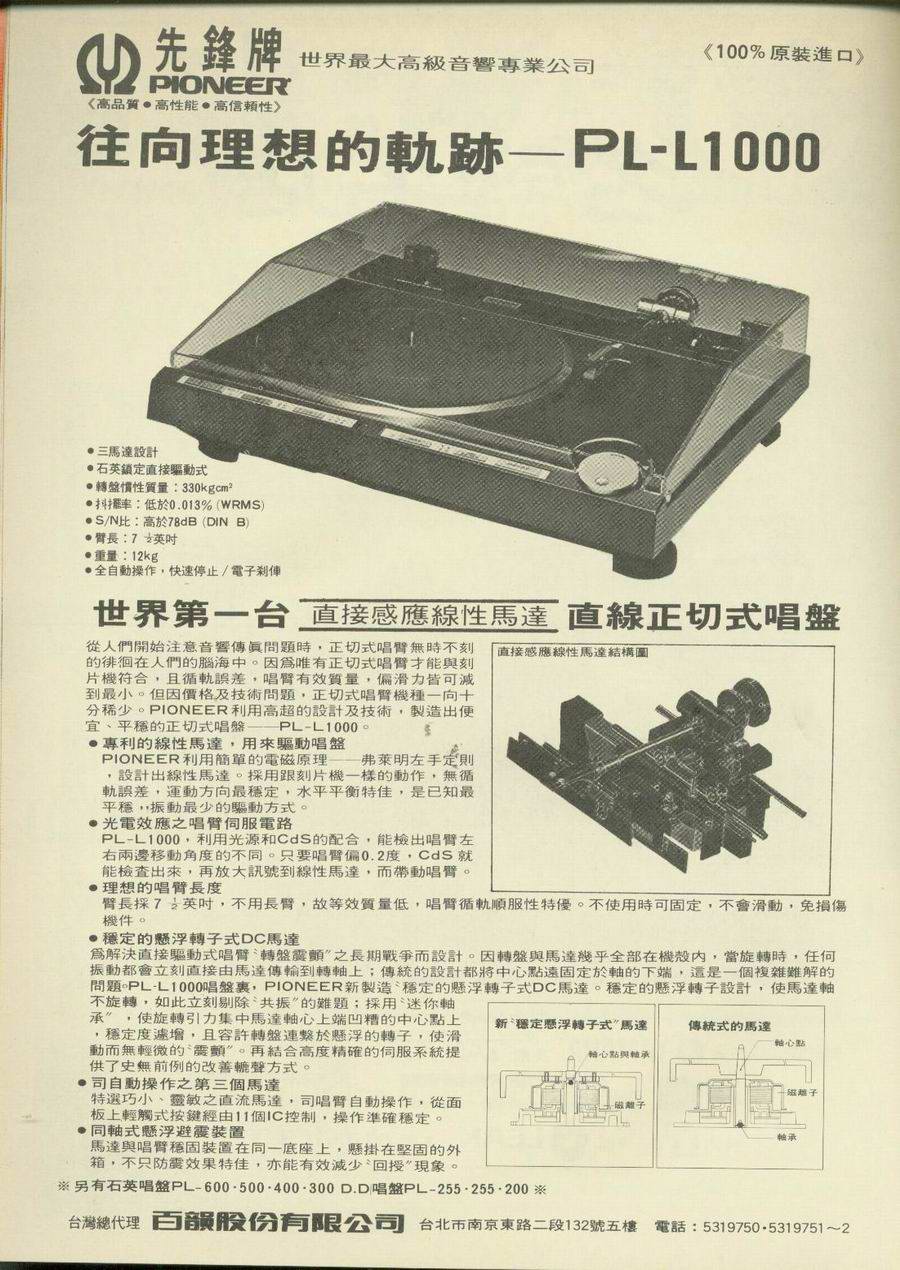 先鋒牌
PIONEER
世界最大高級音響專業公司
《100%原裝進口》
《高品質●高性能●高信賴性》
往向理想的軌跡—PL-L1000
●三馬達設計
●石英鎖定直接驅動式
●轉盤慣性質量：330kgcm²
●抖擺率：低於0.013% (WRMS)
●S/N比：高於78dB (DIN B)
●臂長：7 ½英吋
●重量：12kg
●全自動操作，快速停止/電子剎俥
世界第一台 直接感應線性馬達 直線正切式唱盤
從人們開始注意音響傳眞問題時，正切式唱臂無時不刻
的徘徊在人們的腦海中。因爲唯有正切式唱臂才能與刻
片機符合，且循軌誤差，唱臂有效質量，偏滑力皆可減
到最小。但因價格及技術問題，正切式唱臂機種一向十
分稀少。PIONEER利用高超的設計及技術，製造出便
宜、平穩的正切式唱盤——PL-L1000。
●專利的線性馬達，用來驅動唱盤
PIONEER利用簡單的電磁原理——弗萊明左手定則
，設計出線性馬達。採用跟刻片機一樣的動作，無循
軌誤差，運動方向最穩定，水平平衡特佳，是已知最
平穩，，振動最少的驅動方式。
●光電效應之唱臂伺服電路
PL-L1000，利用光源和CdS的配合，能檢出唱臂左
右兩邊移動角度的不同。只要唱臂偏0.2度，CdS 就
能檢查出來，再放大訊號到線性馬達，而帶動唱臂。
直接感應線性馬達結構圖
●理想的唱臂長度
臂長採 7 ½ 英吋，不用長臂，故等效質量低，唱臂循軌順服性特優。不使用時可固定，不會滑動，免損傷
機件。
●穩定的懸浮轉子式DC馬達
爲解決直接驅動式唱臂〝轉盤震顫〞之長期戰爭而設計。因轉盤與馬達幾乎全部在機殼內，當旋轉時，任何
振動都會立刻直接由馬達傳輸到轉軸上；傳統的設計都將中心點遠固定於軸的下端，這是一個複雜難解的
問題。PL-L1000唱盤裏，PIONEER新製造〝穩定的懸浮轉子式DC馬達。穩定的懸浮轉子設計，使馬達軸
不旋轉，如此立刻剔除〝共振〞的難題；採用〝迷你軸
承〞，使旋轉引力集中馬達軸心上端凹糟的中心點上
，穩定度遽增，且容許轉盤連繫於懸浮的轉子，使滑
動而無輕微的〝震顫〞。再結合高度精確的伺服系統提
供了史無前例的改善轆聲方式。
●司自動操作之第三個馬達
特選巧小、靈敏之直流馬達，司唱臂自動操作，從面
板上輕觸式按鍵經由11個IC控制，操作準確穩定。
●同軸式懸浮避震裝置
馬達與唱臂穩固裝置在同一底座上，懸掛在堅固的外
箱，不只防震效果特佳，亦能有效減少〝回授〞現象。
新〝穩定懸浮轉子式〞馬達
軸心點與軸承
磁離子
傳統式的馬達
軸心點
磁離子
軸承
※另有石英唱盤PL-600·500·400·300 D.D唱盤PL-255·255·200※
台灣總代理 百韻股份有限公司 台北市南京東路二段132號五樓 電話：5319750·5319751～2